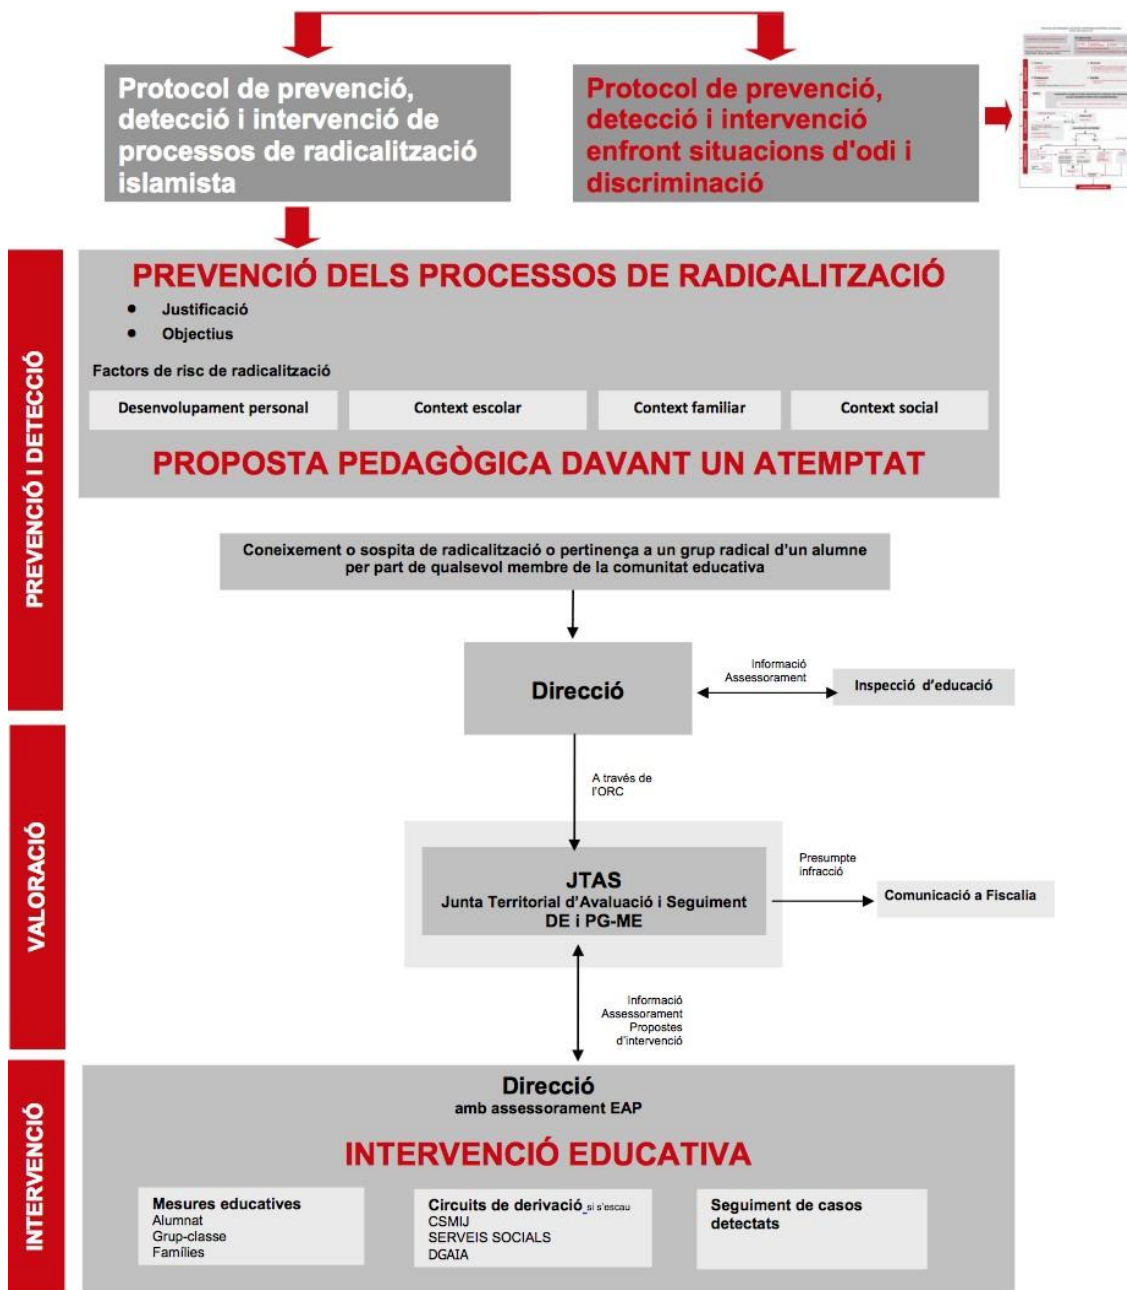 Protocol de prevenció,
detecció i intervenció de
processos de radicalització
islamista
Protocol de prevenció,
detecció i intervenció
enfront situacions d'odi i
discriminació
PREVENCIÓ I DETECCIÓ
PREVENCIÓ DELS PROCESSOS DE RADICALITZACIÓ
● Justificació
● Objectius
Factors de risc de radicalització
Desenvolupament personal
Context escolar
Context familiar
Context social
PROPOSTA PEDAGÒGICA DAVANT UN ATEMPTAT
Coneixement o sospita de radicalització o pertinença a un grup radical d'un alumne
per part de qualsevol membre de la comunitat educativa
Direcció
Informació
Assessorament
Inspecció d'educació
A través de
l'ORC
VALORACIÓ
JTAS
Junta Territorial d'Avaluació i Seguiment
DE i PG-ME
Presumpte
infracció
Comunicació a Fiscalia
Informació
Assessorament
Propostes
d'intervenció
INTERVENCIÓ
Direcció
amb assessorament EAP
INTERVENCIÓ EDUCATIVA
Mesures educatives
Alumnat
Grup-classe
Famílies
Circuits de derivació si s'escau
CSMIJ
SERVEIS SOCIALS
DGAIA
Seguiment de casos
detectats